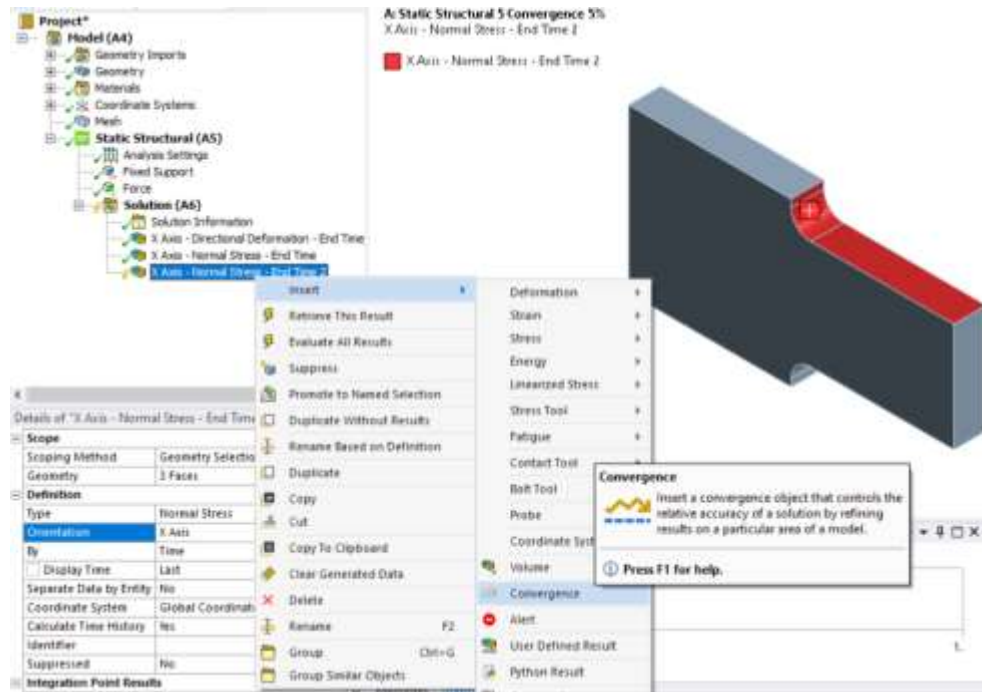 Project*
Model (A4)
Geometry Imports
Geometry
Materials
Coordinate Systems
Mesh
Static Structural (A5)
Analysis Settings
Fixed Support
Force
Solution (A6)
Solution Information
X Axis - Directional Deformation - End Time
X Axis - Normal Stress - End Time
X Axis - Normal Stress - End Time 2
A: Static Structural 5 Convergence 5%
X Axis - Normal Stress - End Time 2
X Axis - Normal Stress - End Time 2
Insert
Retrieve This Result
Evaluate All Results
Suppress
Promote to Named Selection
Duplicate Without Results
Rename Based on Definition
Duplicate
Copy
Cut
Copy To Clipboard
Clear Generated Data
Delete
Rename F2
Group Ctrl+G
Group Similar Objects
Deformation
Strain
Stress
Energy
Linearized Stress
Stress Tool
Fatigue
Contact Tool
Bolt Tool
Probe
Coordinate Syst
Volume
Convergence
Alert
User Defined Result
Python Result
Convergence
Insert a convergence object that controls the
relative accuracy of a solution by refining
results on a particular area of a model.
Press F1 for help.
Details of "X Axis - Normal Stress - End Time
Scope
Scoping Method Geometry Selectio
Geometry 3 Faces
Definition
Type Normal Stress
Orientation X Axis
By Time
Display Time Last
Separate Data by Entity No
Coordinate System Global Coordinat
Calculate Time History Yes
Identifier
Suppressed No
Integration Point Results
1.